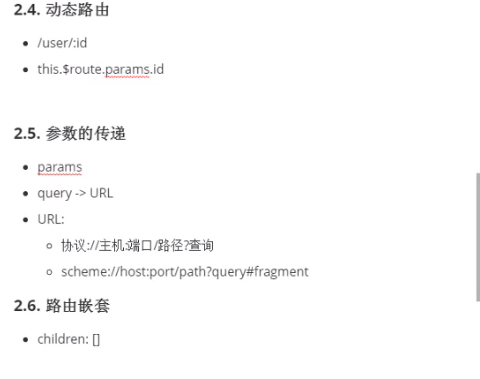 2.4. 动态路由
/user/:id
this.$route.params.id
2.5. 参数的传递
params
query -> URL
URL:
协议://主机:端口/路径?查询
scheme://host:port/path?query#fragment
2.6. 路由嵌套
children: []